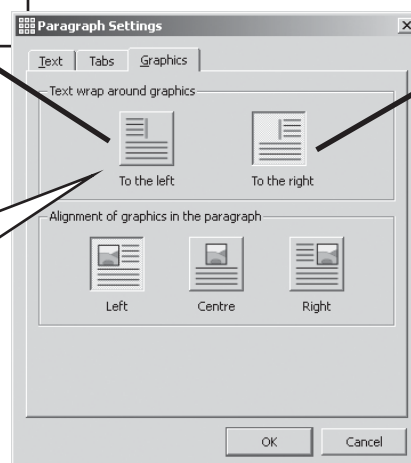 Paragraph Settings
Text Tabs Graphics
Text wrap around graphics
To the left To the right
Alignment of graphics in the paragraph
Left Centre Right
OK Cancel